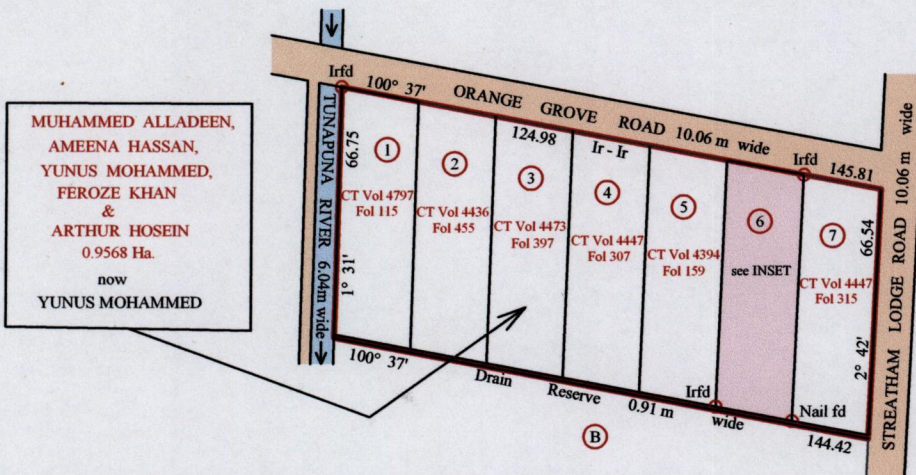 MUHAMMED ALLADEEN,
AMEENA HASSAN,
YUNUS MOHAMMED,
FEROZE KHAN
&
ARTHUR HOSEIN
0.9568 Ha.
now
YUNUS MOHAMMED
TUNAPUNA RIVER 6.04m wide
Irfd
100° 37'
ORANGE GROVE ROAD 10.06 m wide
124.98
Ir - Ir
Irfd
145.81
STREATHAM LODGE ROAD 10.06 m wide
66.75
1° 31'
1
CT Vol 4797
Fol 115
2
CT Vol 4436
Fol 455
3
CT Vol 4473
Fol 397
4
CT Vol 4447
Fol 307
5
CT Vol 4394
Fol 159
6
see INSET
7
CT Vol 4447
Fol 315
66.54
2° 42'
100° 37'
Drain Reserve 0.91 m wide
Irfd
Nail fd
144.42
B